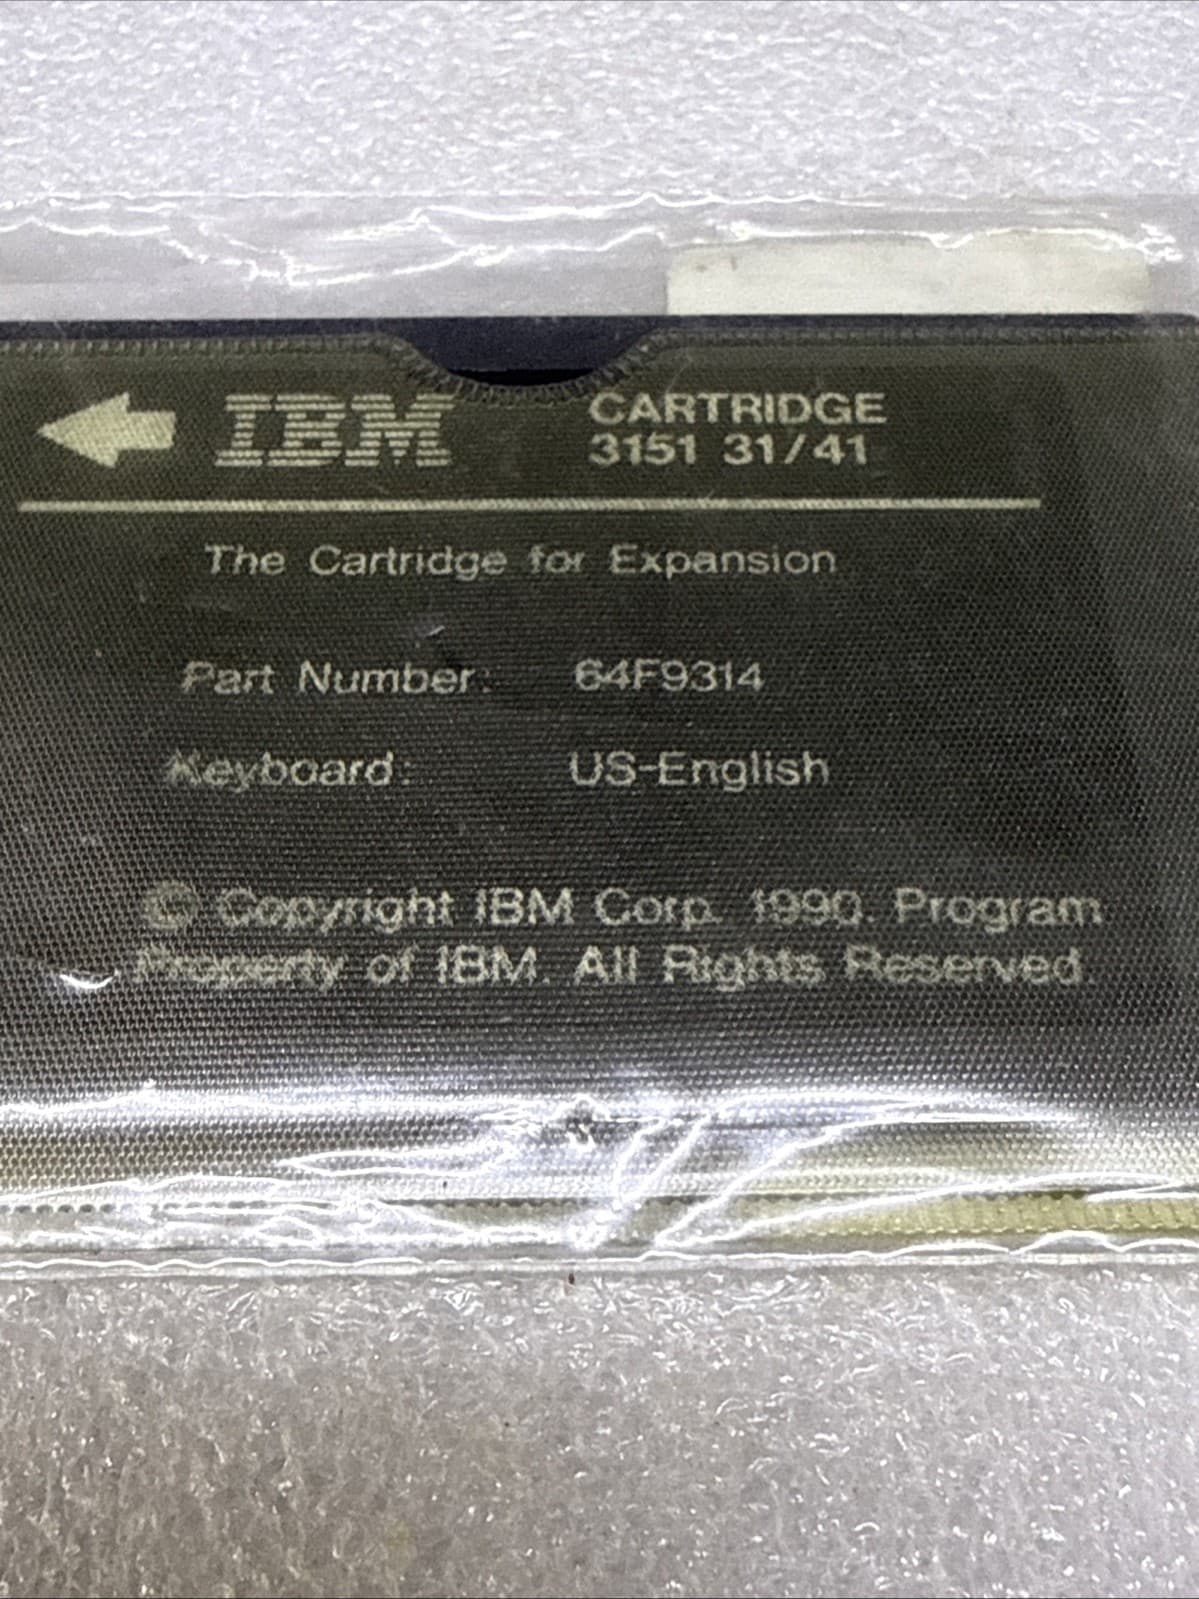 IBM CARTRIDGE
3151 31/41
The Cartridge for Expansion
Part Number: 64F9314
Keyboard: US-English
© Copyright IBM Corp. 1990. Program
Property of IBM. All Rights Reserved